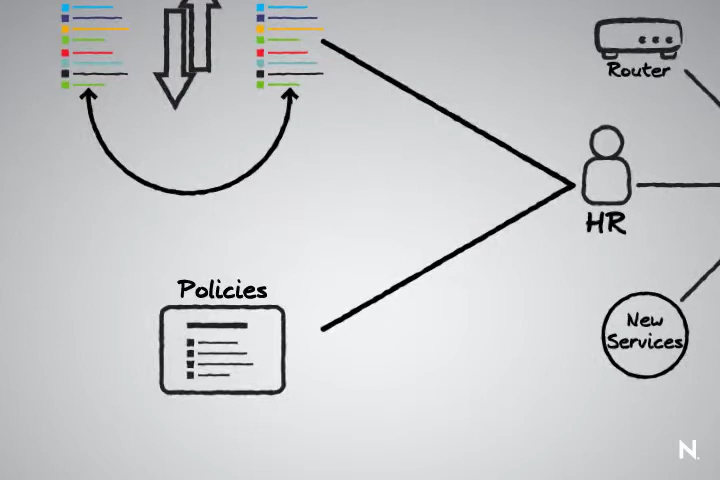 Router
HR
Policies
New
Services
N.